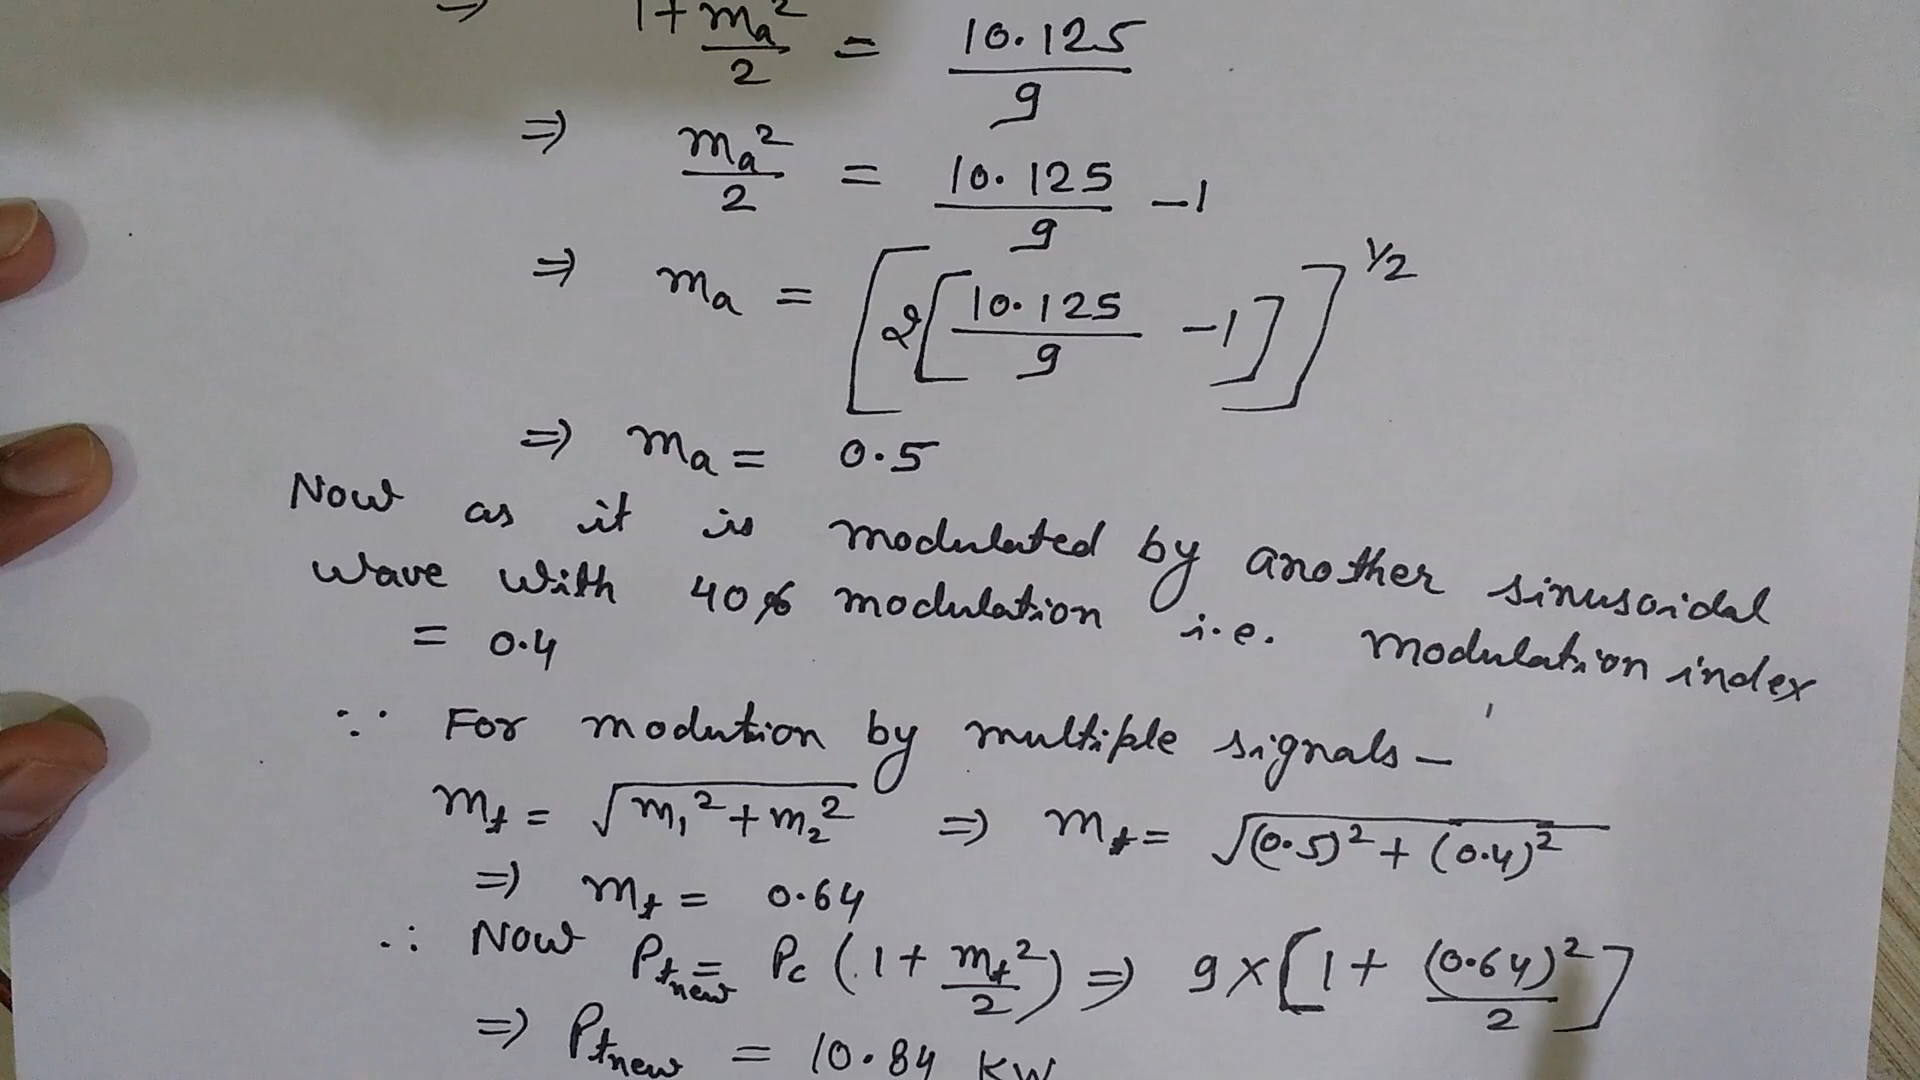 ⇒ 1 + ma²/2 = 10.125/9
⇒ ma²/2 = 10.125/9 − 1
⇒ ma = [2[10.125/9 − 1]]^1/2
⇒ ma = 0.5
Now as it is modulated by another sinusoidal
wave with 40% modulation i.e. modulation index
= 0.4
∵ For modution by multiple signals –
mt = √(m₁² + m₂²) ⇒ mt = √((0.5)² + (0.4)²)
⇒ mt = 0.64
∴ Now Ptnew = Pc (1 + mt²/2) ⇒ 9 × [1 + (0.64)²/2]
⇒ Ptnew = 10.84 KW